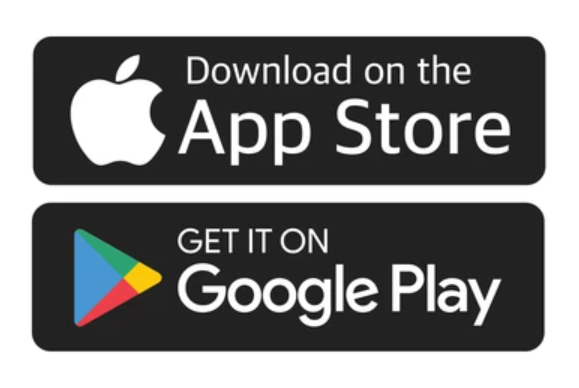 Download on the
App Store
GET IT ON
Google Play